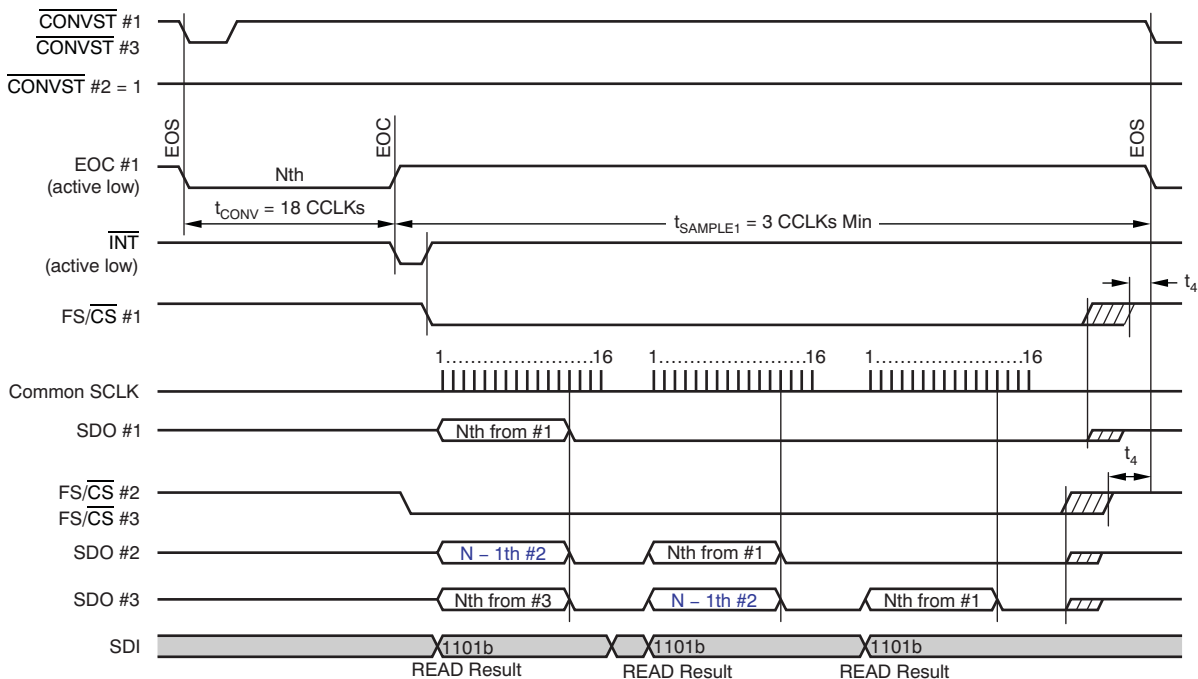 CONVST #1
CONVST #3
CONVST #2 = 1
EOS
EOC
EOS
EOC #1
(active low)
Nth
tCONV = 18 CCLKs
tSAMPLE1 = 3 CCLKs Min
INT
(active low)
t4
FS/CS #1
1.......................16
1.......................16
1.......................16
Common SCLK
SDO #1
Nth from #1
t4
FS/CS #2
FS/CS #3
SDO #2
N – 1th #2
Nth from #1
SDO #3
Nth from #3
N – 1th #2
Nth from #1
SDI
1101b
1101b
1101b
READ Result
READ Result
READ Result